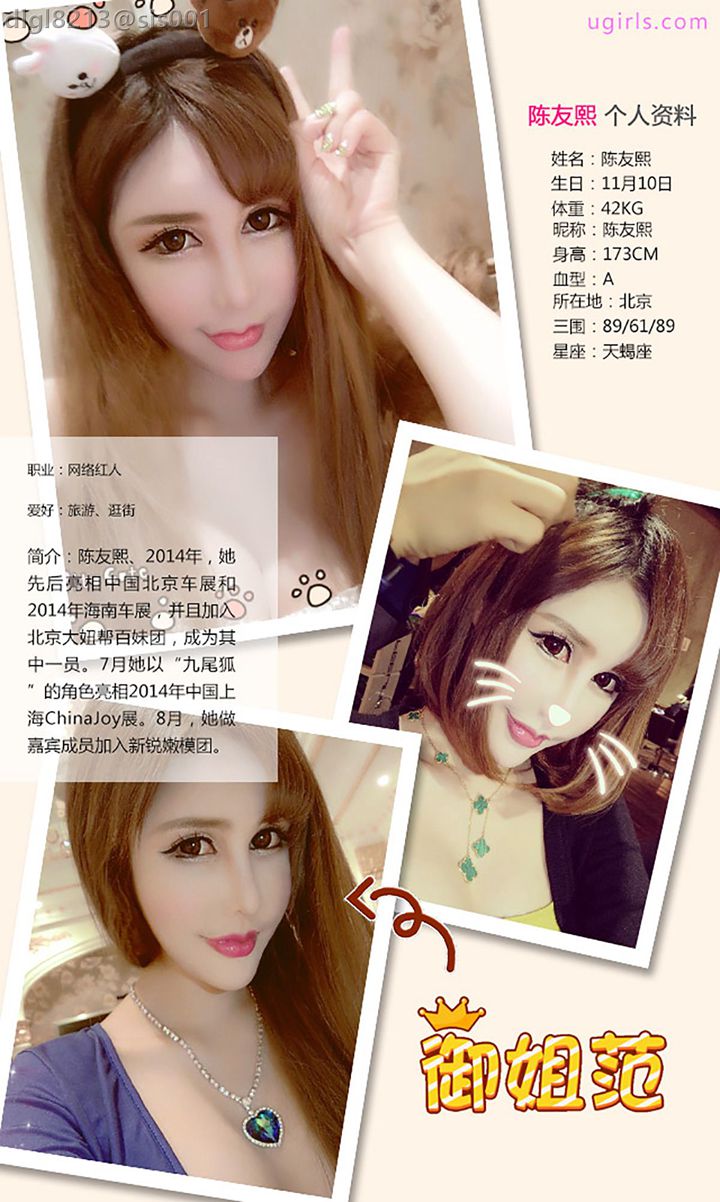 dlgl8213@sis001
ugirls.com
陈友熙 个人资料
姓名：陈友熙
生日：11月10日
体重：42KG
昵称：陈友熙
身高：173CM
血型：A
所在地：北京
三围：89/61/89
星座：天蝎座
职业：网络红人
爱好：旅游、逛街
简介：陈友熙、2014年，她
先后亮相中国北京车展和
2014年海南车展，并且加入
北京大妞帮百妹团，成为其
中一员。7月她以“九尾狐
”的角色亮相2014年中国上
海ChinaJoy展。8月，她做
嘉宾成员加入新锐嫩模团。
御姐范